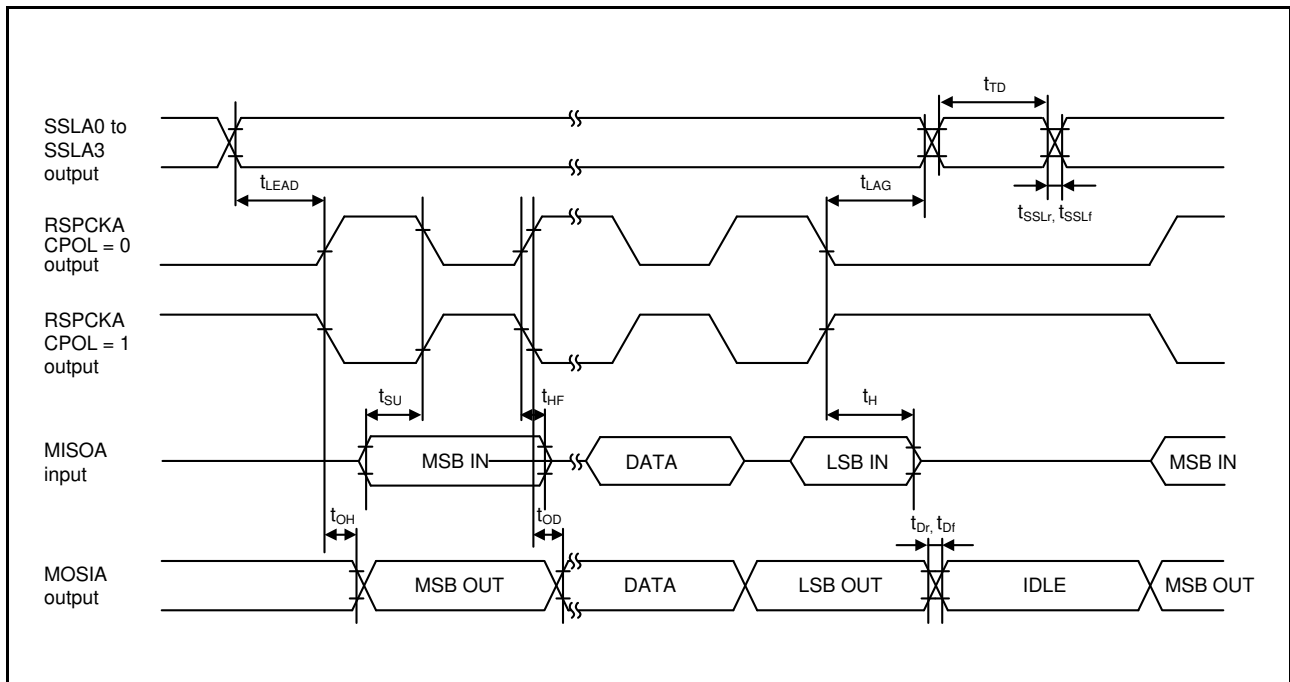 tTD
SSLA0 to
SSLA3
output
tLEAD
tLAG
tSSLr, tSSLf
RSPCKA
CPOL = 0
output
RSPCKA
CPOL = 1
output
tSU
tHF
tH
MISOA
input
MSB IN
DATA
LSB IN
MSB IN
tOH
tOD
tDr, tDf
MOSIA
output
MSB OUT
DATA
LSB OUT
IDLE
MSB OUT